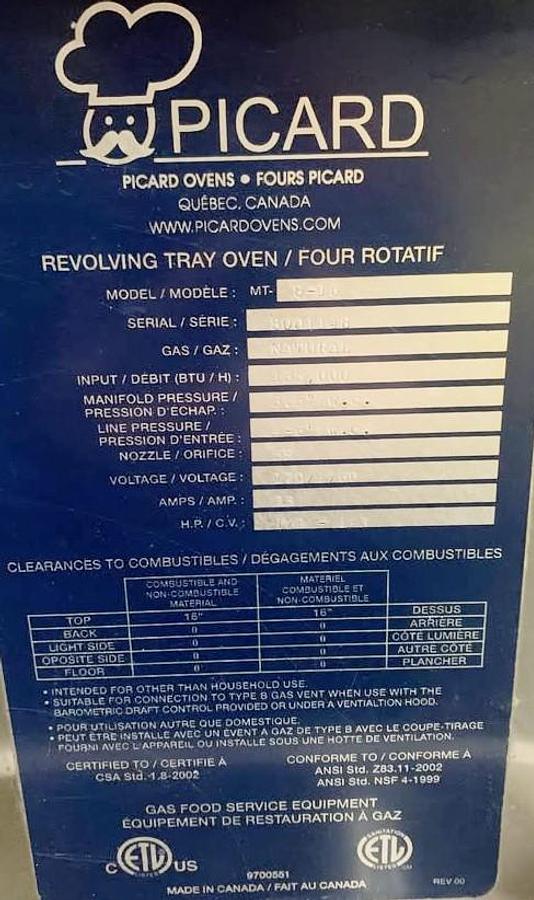 PICARD
PICARD OVENS • FOURS PICARD
QUÉBEC, CANADA
WWW.PICARDOVENS.COM
REVOLVING TRAY OVEN / FOUR ROTATIF
MODEL / MODÈLE : MT-
SERIAL / SÉRIE :
GAS / GAZ : NATURAL
INPUT / DÉBIT (BTU / H) :
MANIFOLD PRESSURE /
PRESSION D'ÉCHAP. : W.C.
LINE PRESSURE /
PRESSION D'ENTRÉE : W.C.
NOZZLE / ORIFICE :
VOLTAGE / VOLTAGE :
AMPS / AMP. :
H.P. / C.V. :
CLEARANCES TO COMBUSTIBLES / DÉGAGEMENTS AUX COMBUSTIBLES
COMBUSTIBLE AND NON-COMBUSTIBLE MATERIAL MATERIEL COMBUSTIBLE ET NON-COMBUSTIBLE
TOP 16" 16" DESSUS
BACK 0 0 ARRIÈRE
LIGHT SIDE 0 0 CÔTÉ LUMIÈRE
OPOSITE SIDE 0 0 AUTRE CÔTÉ
FLOOR 0 0 PLANCHER
• INTENDED FOR OTHER THAN HOUSEHOLD USE.
• SUITABLE FOR CONNECTION TO TYPE B GAS VENT WHEN USE WITH THE
BAROMETRIC DRAFT CONTROL PROVIDED OR UNDER A VENTIALTION HOOD.
• POUR UTILISATION AUTRE QUE DOMESTIQUE.
• PEUT ÊTRE INSTALLÉ AVEC UN ÉVENT A GAZ DE TYPE B AVEC LE COUPE-TIRAGE
FOURNI AVEC L'APPAREIL OU INSTALLÉ SOUS UNE HOTTE DE VENTILATION.
CERTIFIED TO / CERTIFIÉ À
CSA Std. 1.8-2002
CONFORME TO / CONFORME À
ANSI Std. Z83.11-2002
ANSI Std. NSF 4-1999
GAS FOOD SERVICE EQUIPMENT
ÉQUIPEMENT DE RESTAURATION À GAZ
C ETL LISTED US
SANITATION ETL LISTED
9700551
MADE IN CANADA / FAIT AU CANADA
REV 00